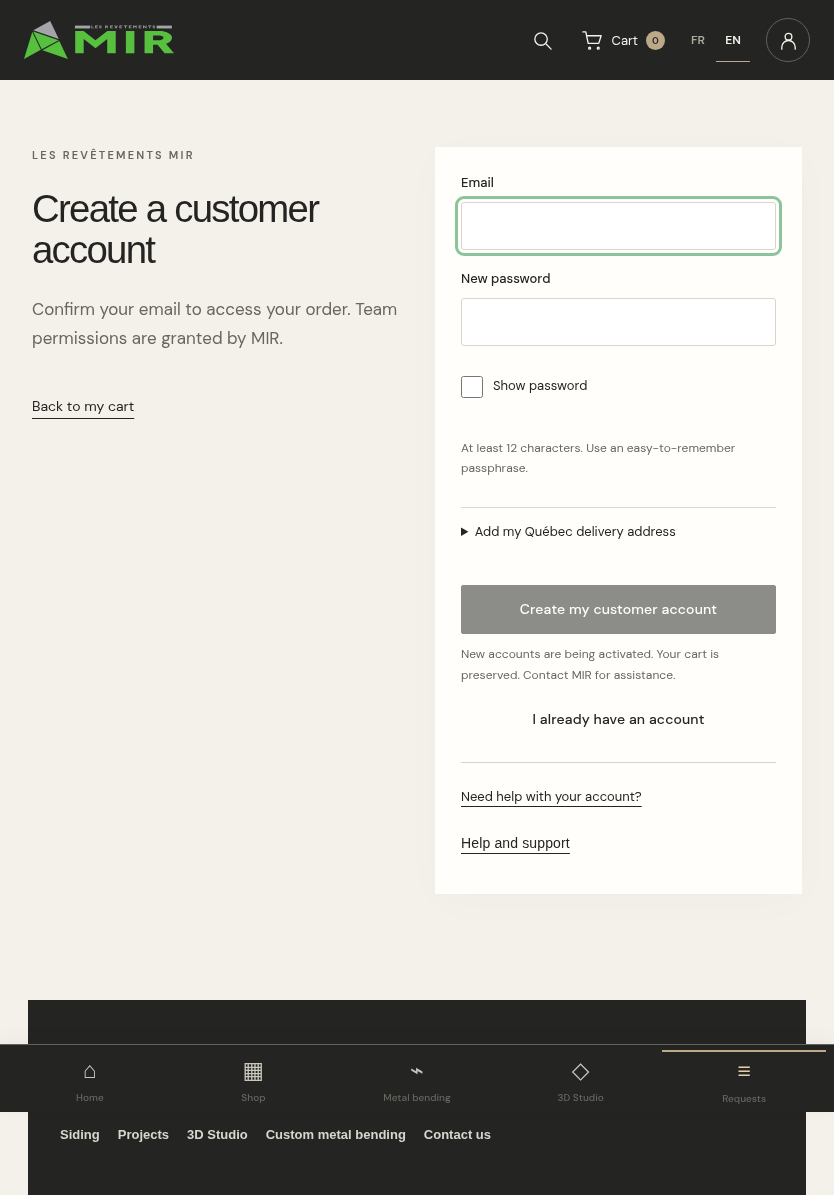 LES REVÊTEMENTS
MIR
Cart 0 FR EN
LES REVÊTEMENTS MIR
Create a customer
account
Confirm your email to access your order. Team
permissions are granted by MIR.
Back to my cart
Email
New password
Show password
At least 12 characters. Use an easy-to-remember
passphrase.
Add my Québec delivery address
Create my customer account
New accounts are being activated. Your cart is
preserved. Contact MIR for assistance.
I already have an account
Need help with your account?
Help and support
Home Shop Metal bending 3D Studio Requests
Siding Projects 3D Studio Custom metal bending Contact us